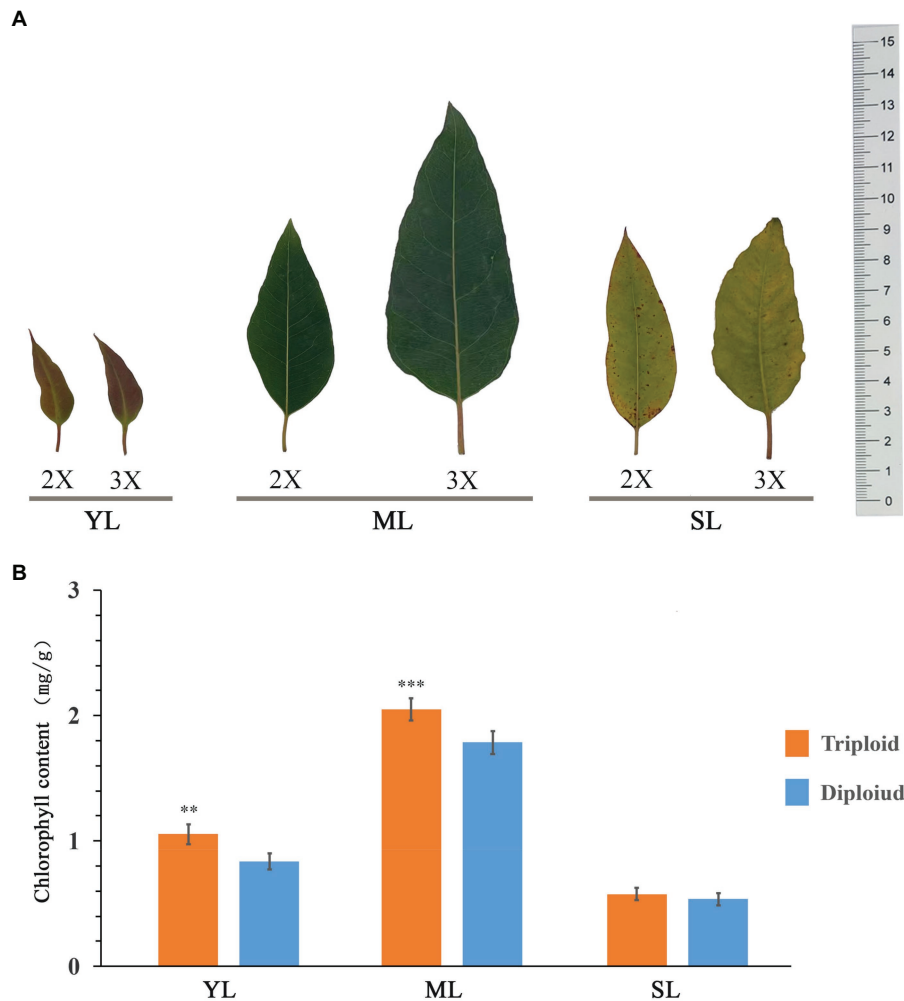 A
15
14
13
12
11
10
9
8
7
6
5
4
3
2
1
0
2X 3X 2X 3X 2X 3X
YL ML SL
B
Chlorophyll content (mg/g)
3
2
1
0
**
***
Triploid
Diploiud
YL ML SL